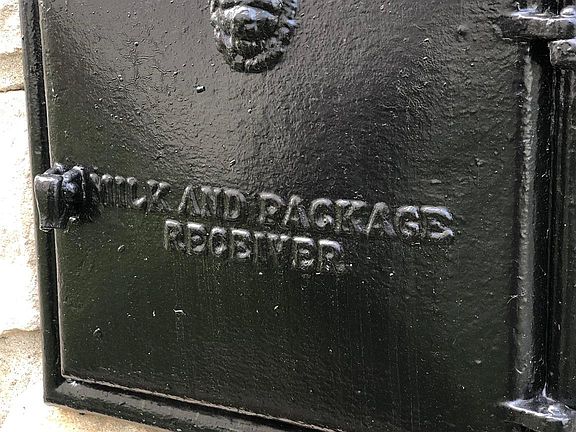 MILK AND PACKAGE
RECEIVER